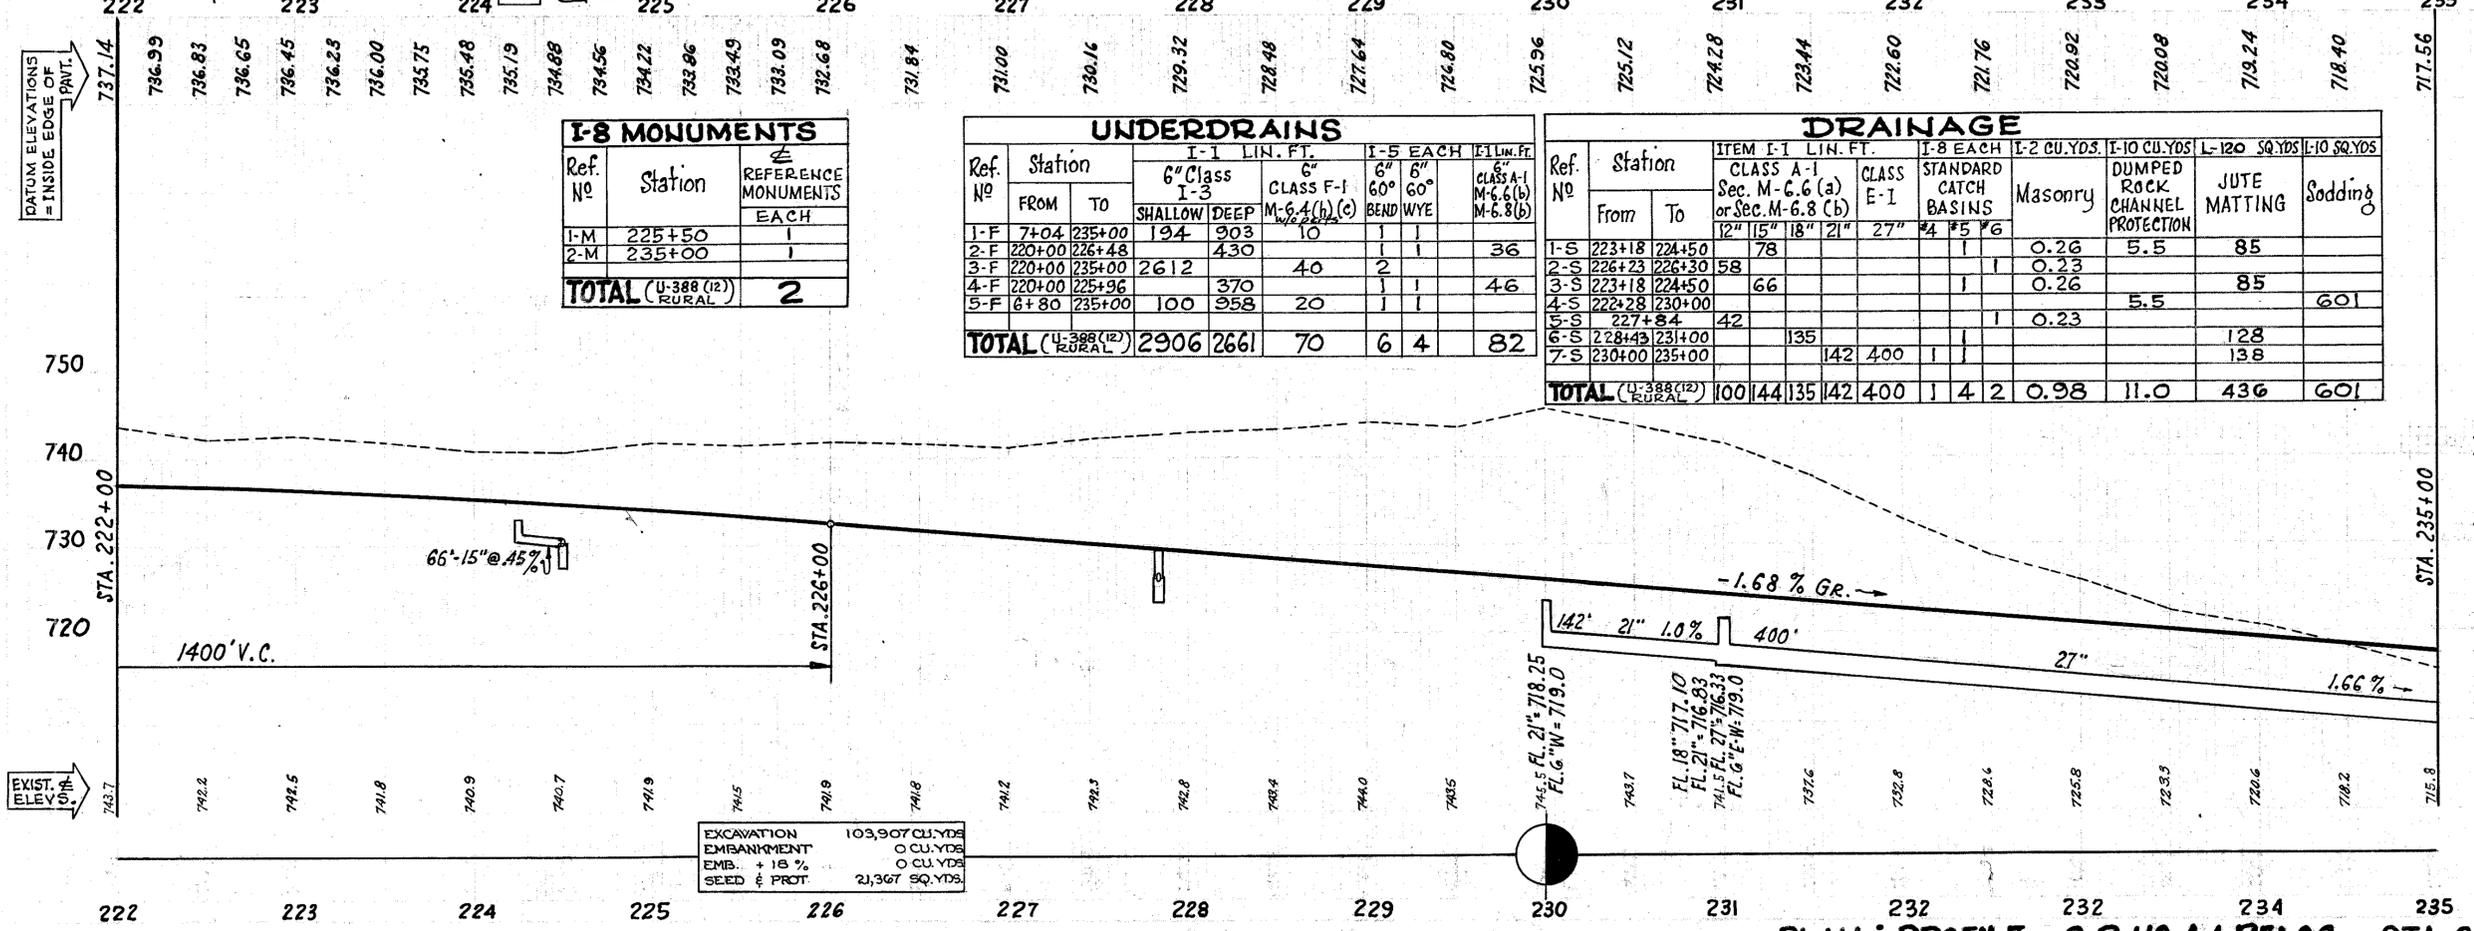 222 223 224 225 226 227 228 229 230 231 232 233 234 235
DATUM ELEVATIONS
=INSIDE EDGE OF
PAVT.
737.14 736.99 736.83 736.65 736.45 736.23 736.00 735.75 735.48 735.19 734.88 734.56 734.22 733.86 733.49 733.09 732.68 731.84 731.00 730.16 729.32 728.48 727.64 726.80 725.96 725.12 724.28 723.44 722.60 721.76 720.92 720.08 719.24 718.40 717.56
I-8 MONUMENTS
Ref. Nº Station ⅊ REFERENCE MONUMENTS
EACH
1-M 225+50 1
2-M 235+00 1
TOTAL (U-388(12) RURAL) 2
UNDERDRAINS
Ref. Nº Station I-1 LIN. FT. I-5 EACH I-1 LIN. FT.
FROM TO 6" Class I-3 6" CLASS F-1 M-6.4(h)(c) 6" 60° BEND 6" 60° WYE 6" CLASS A-1 M-6.6(b) M-6.8(b)
SHALLOW DEEP
1-F 7+04 235+00 194 903 10 1 1
2-F 220+00 226+48 430 1 1 36
3-F 220+00 235+00 2612 40 2
4-F 220+00 225+96 370 1 1 46
5-F 6+80 235+00 100 958 20 1 1
TOTAL (U-388(12) RURAL) 2906 2661 70 6 4 82
DRAINAGE
Ref. Nº Station ITEM I-1 LIN. FT. I-8 EACH I-2 CU.YDS. I-10 CU.YDS L-120 SQ.YDS L-10 SQ.YDS
From To CLASS A-1 Sec. M-6.6 (a) or Sec. M-6.8 (b) CLASS E-1 STANDARD CATCH BASINS Masonry DUMPED ROCK CHANNEL PROTECTION JUTE MATTING Sodding
12" 15" 18" 21" 27" #4 #5 #6
1-S 223+18 224+50 78 1 0.26 5.5 85
2-S 226+23 226+30 58 1 0.23
3-S 223+18 224+50 66 1 0.26 85
4-S 222+28 230+00 5.5 601
5-S 227+84 42 1 0.23
6-S 228+43 231+00 135 1 128
7-S 230+00 235+00 142 400 1 1 138
TOTAL (U-388(12) RURAL) 100 144 135 142 400 1 4 2 0.98 11.0 436 601
750
740
730
720
STA. 222+00
66'-15"@.45%
STA. 226+00
1400' V.C.
-1.68 % GR.
142' 21" 1.0% 400'
27"
1.66 %
STA. 235+00
FL. 21"=718.25
FL. 6"W=719.0
FL. 18" 717.10
FL. 21"=716.83
FL. 27"=716.33
FL. 6"E-W=719.0
EXIST. ⅊
ELEVS.
743.7 742.2 742.5 741.8 740.9 740.7 741.9 741.5 741.9 741.8 741.2 742.3 742.8 743.4 744.0 743.5 745.5 743.7 741.5 737.6 732.8 728.6 725.8 723.3 720.6 718.2 715.8
EXCAVATION 103,907 CU.YDS
EMBANKMENT 0 CU.YDS
EMB. + 18 % 0 CU.YDS
SEED & PROT 21,367 SQ.YDS.
222 223 224 225 226 227 228 229 230 231 232 232 234 235